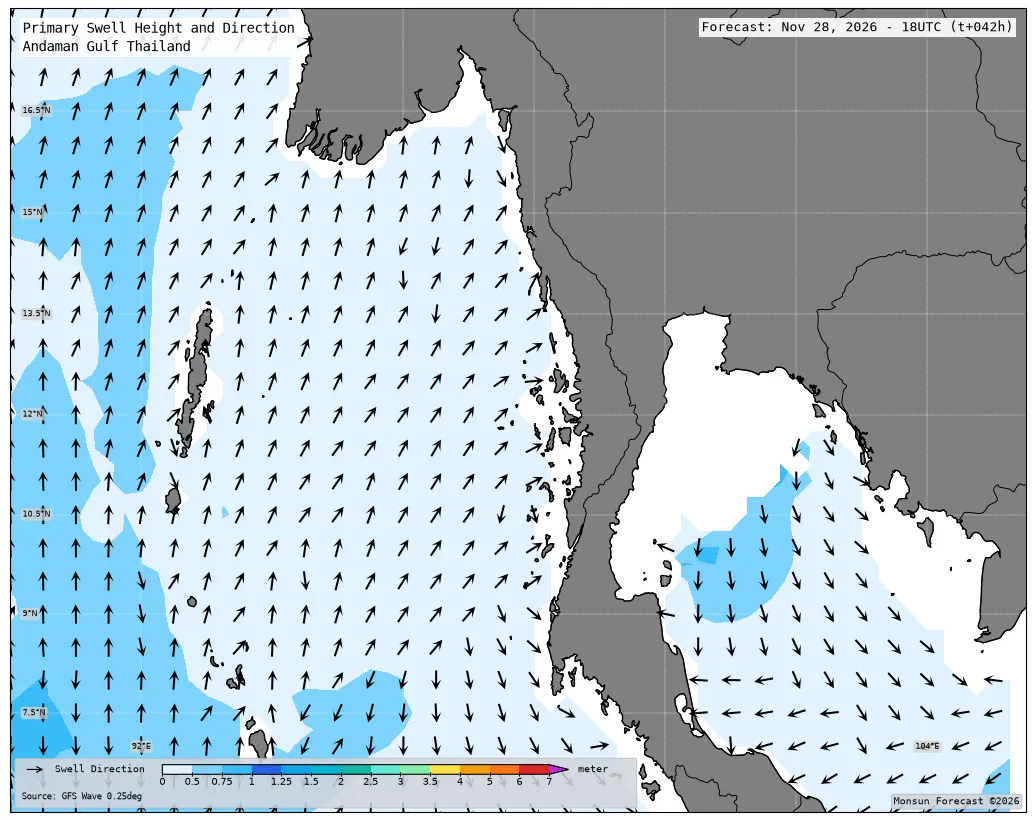 Primary Swell Height and Direction
Andaman Gulf Thailand
Forecast: Nov 28, 2026 - 18UTC (t+042h)
16.5°N
15°N
13.5°N
12°N
10.5°N
9°N
7.5°N
92°E
104°E
Swell Direction
meter
0 0.5 0.75 1 1.25 1.5 2 2.5 3 3.5 4 5 6 7
Source: GFS Wave 0.25deg
Monsun Forecast ©2026